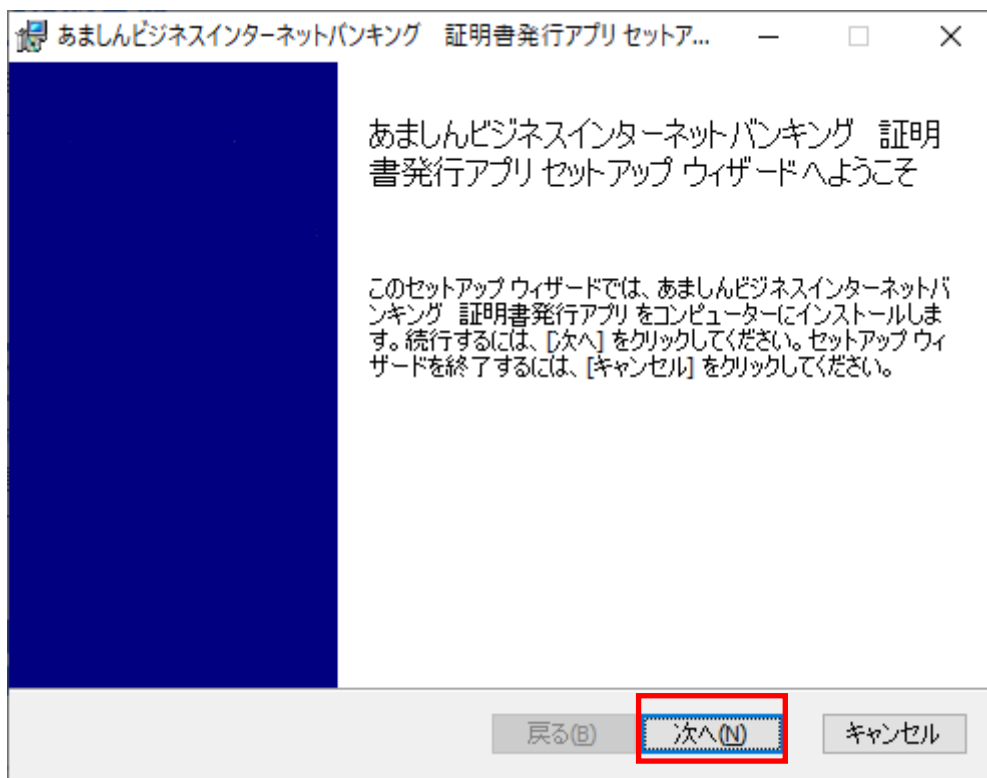 あましんビジネスインターネットバンキング　証明書発行アプリ セットア...
あましんビジネスインターネットバンキング　証明
書発行アプリ セットアップ ウィザードへようこそ
このセットアップ ウィザードでは、あましんビジネスインターネットバ
ンキング　証明書発行アプリ をコンピューターにインストールしま
す。続行するには、[次へ] をクリックしてください。セットアップ ウィ
ザードを終了するには、[キャンセル] をクリックしてください。
戻る(B) 次へ(N) キャンセル